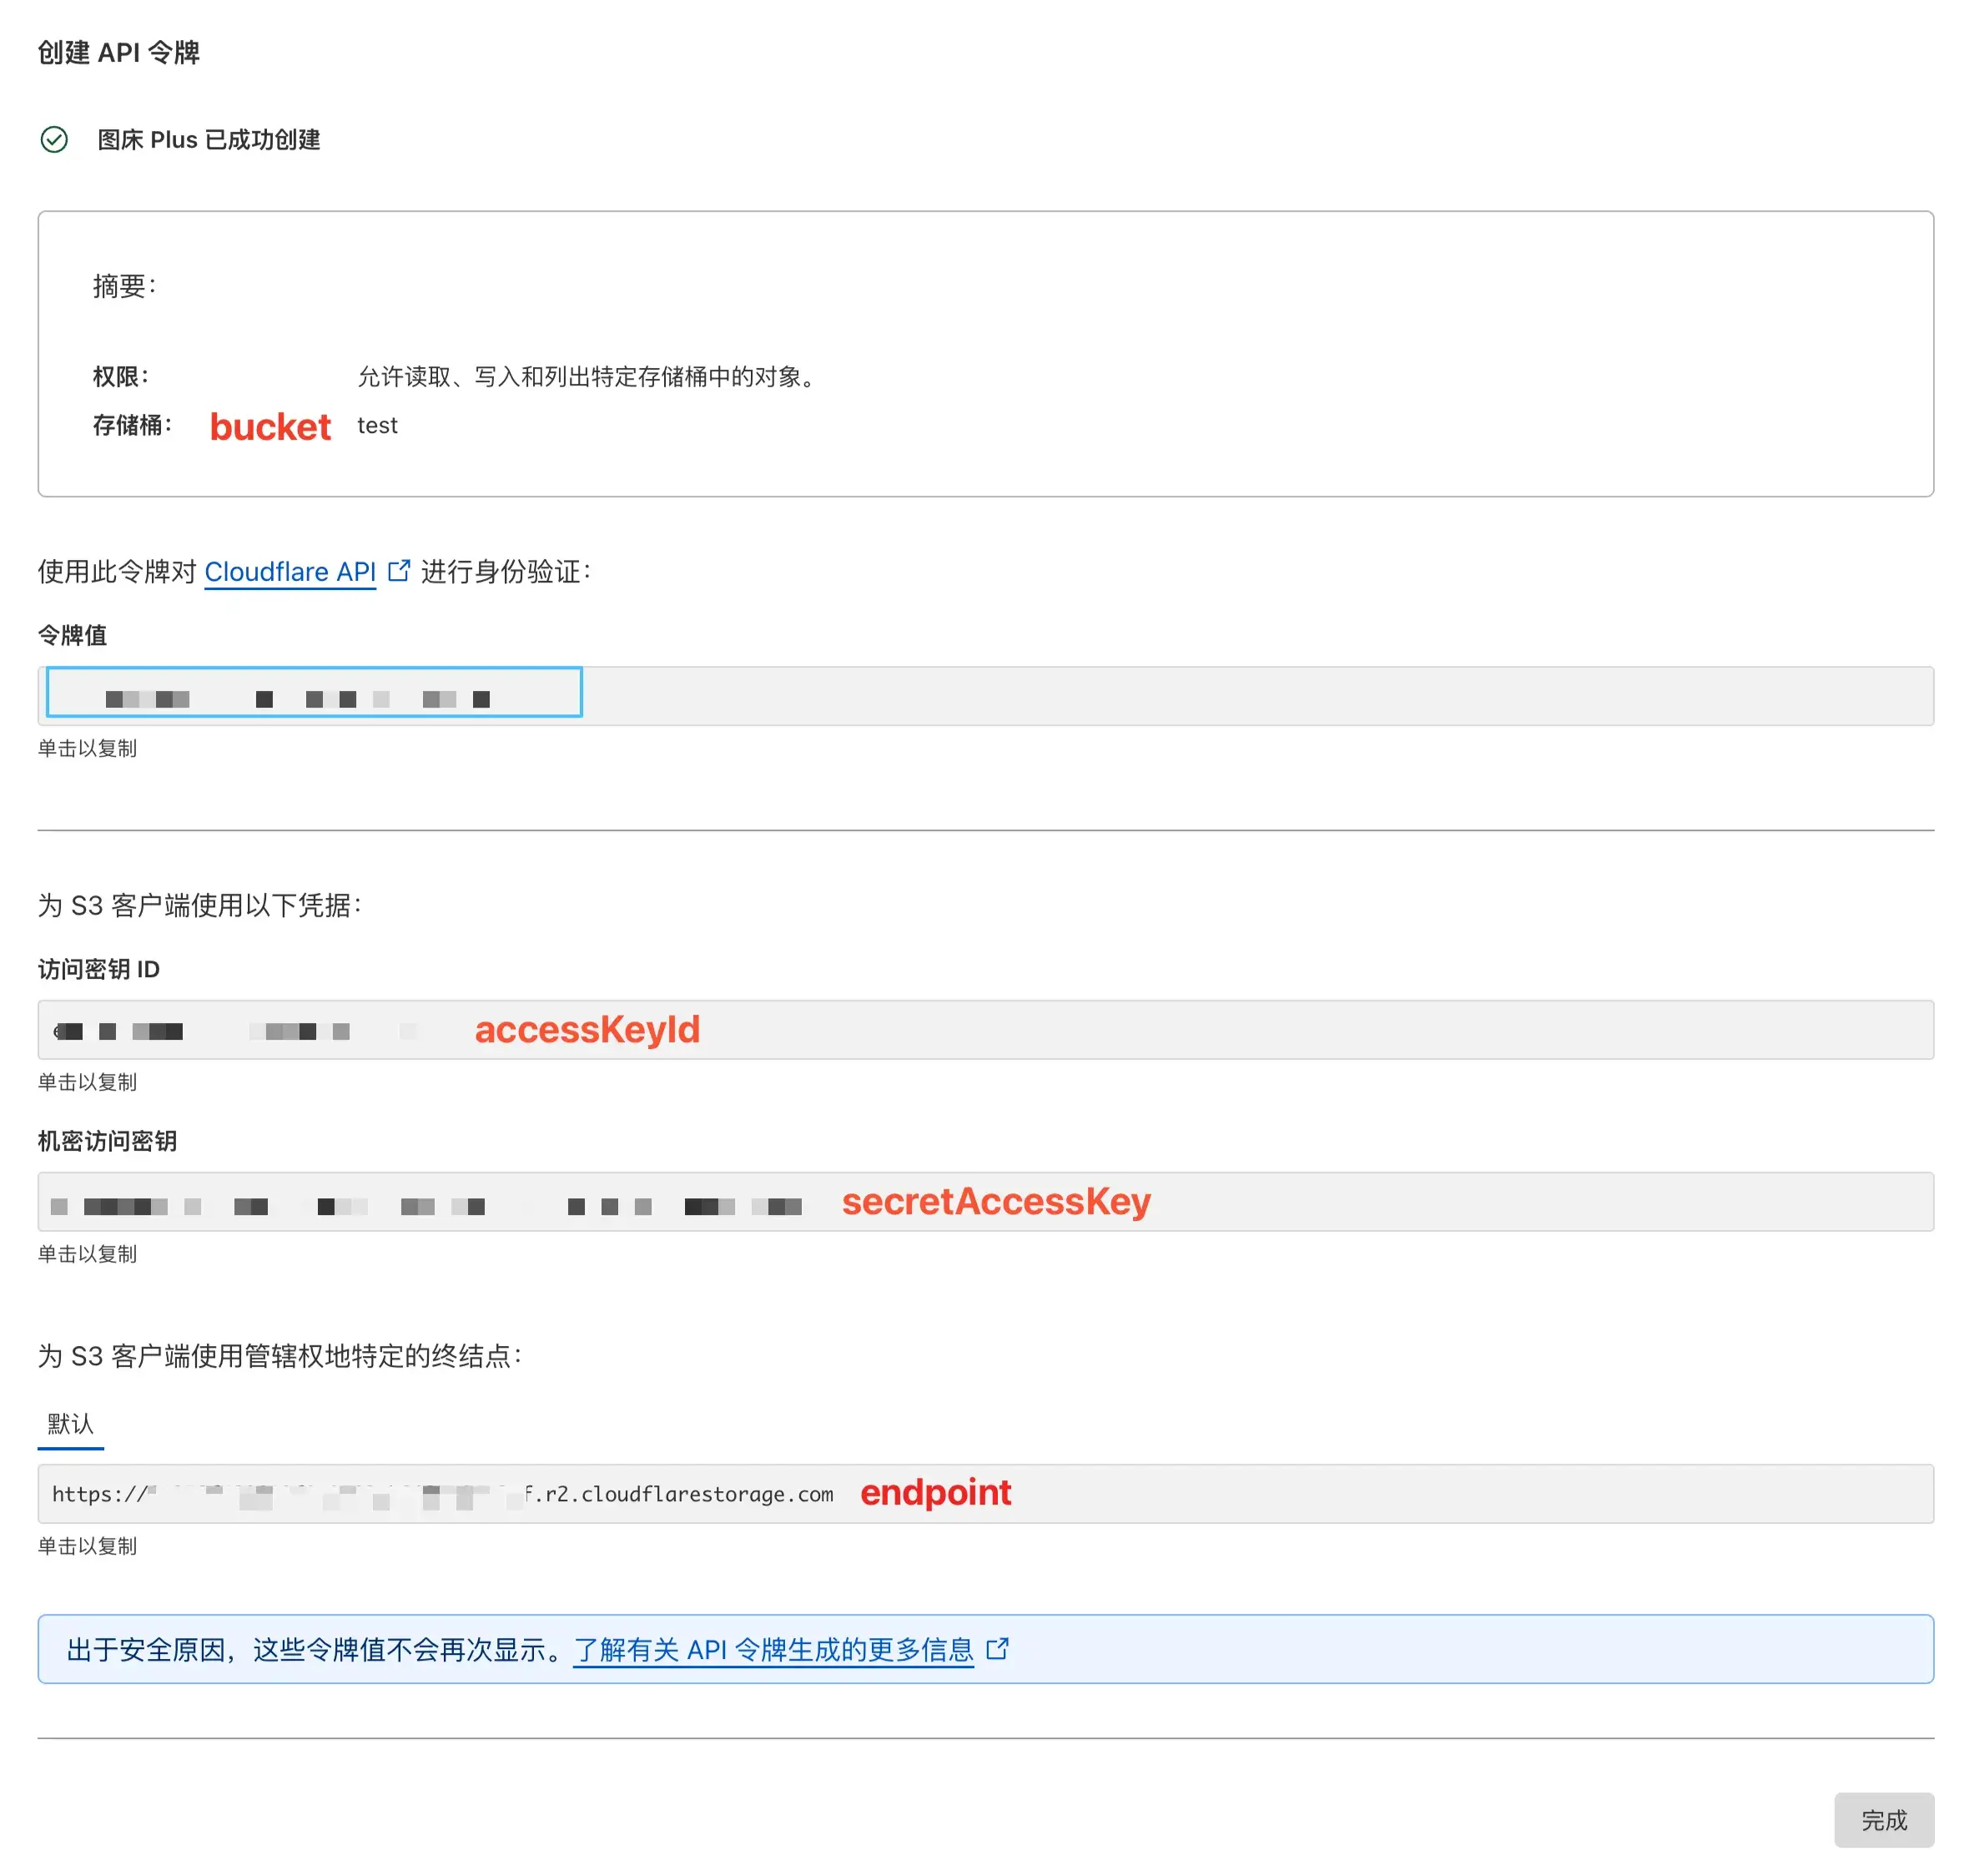 创建 API 令牌
图床 Plus 已成功创建
摘要：
权限： 允许读取、写入和列出特定存储桶中的对象。
存储桶： bucket test
使用此令牌对 Cloudflare API 进行身份验证：
令牌值
单击以复制
为 S3 客户端使用以下凭据：
访问密钥 ID
accessKeyId
单击以复制
机密访问密钥
secretAccessKey
单击以复制
为 S3 客户端使用管辖权地特定的终结点：
默认
https:// f.r2.cloudflarestorage.com endpoint
单击以复制
出于安全原因，这些令牌值不会再次显示。了解有关 API 令牌生成的更多信息
完成